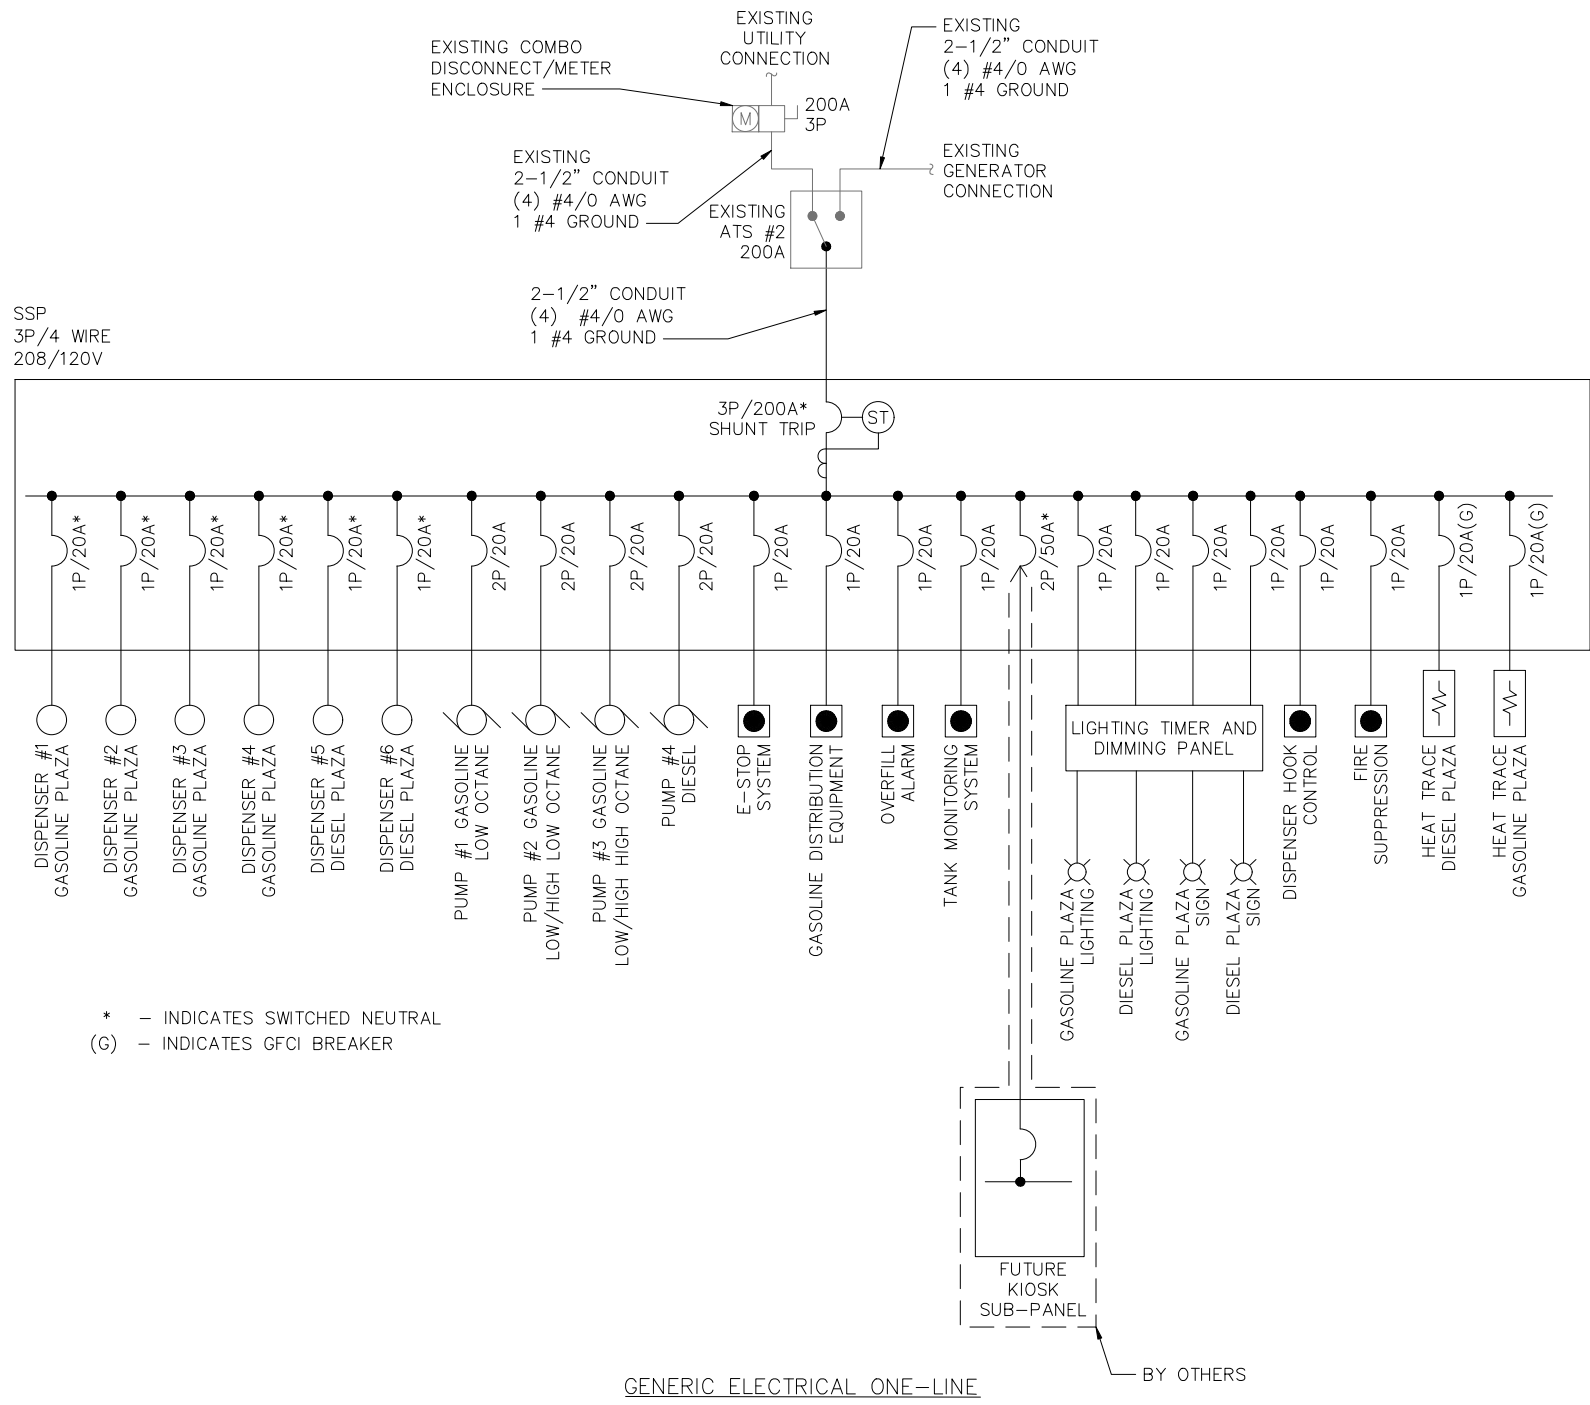 EXISTING
UTILITY
CONNECTION
EXISTING COMBO
DISCONNECT/METER
ENCLOSURE
EXISTING
2-1/2" CONDUIT
(4) #4/0 AWG
1 #4 GROUND
M
200A
3P
EXISTING
2-1/2" CONDUIT
(4) #4/0 AWG
1 #4 GROUND
EXISTING
GENERATOR
CONNECTION
EXISTING
ATS #2
200A
2-1/2" CONDUIT
(4) #4/0 AWG
1 #4 GROUND
SSP
3P/4 WIRE
208/120V
3P/200A*
SHUNT TRIP
ST
1P/20A*
1P/20A*
1P/20A*
1P/20A*
1P/20A*
1P/20A*
2P/20A
2P/20A
2P/20A
2P/20A
1P/20A
1P/20A
1P/20A
1P/20A
2P/50A*
1P/20A
1P/20A
1P/20A
1P/20A
1P/20A
1P/20A
1P/20A(G)
1P/20A(G)
DISPENSER #1
GASOLINE PLAZA
DISPENSER #2
GASOLINE PLAZA
DISPENSER #3
GASOLINE PLAZA
DISPENSER #4
GASOLINE PLAZA
DISPENSER #5
DIESEL PLAZA
DISPENSER #6
DIESEL PLAZA
PUMP #1 GASOLINE
LOW OCTANE
PUMP #2 GASOLINE
LOW/HIGH LOW OCTANE
PUMP #3 GASOLINE
LOW/HIGH HIGH OCTANE
PUMP #4
DIESEL
E-STOP
SYSTEM
GASOLINE DISTRIBUTION
EQUIPMENT
OVERFILL
ALARM
TANK MONITORING
SYSTEM
LIGHTING TIMER AND
DIMMING PANEL
GASOLINE PLAZA
LIGHTING
DIESEL PLAZA
LIGHTING
GASOLINE PLAZA
SIGN
DIESEL PLAZA
SIGN
DISPENSER HOOK
CONTROL
FIRE
SUPPRESSION
HEAT TRACE
DIESEL PLAZA
HEAT TRACE
GASOLINE PLAZA
* - INDICATES SWITCHED NEUTRAL
(G) - INDICATES GFCI BREAKER
FUTURE
KIOSK
SUB-PANEL
BY OTHERS
GENERIC ELECTRICAL ONE-LINE